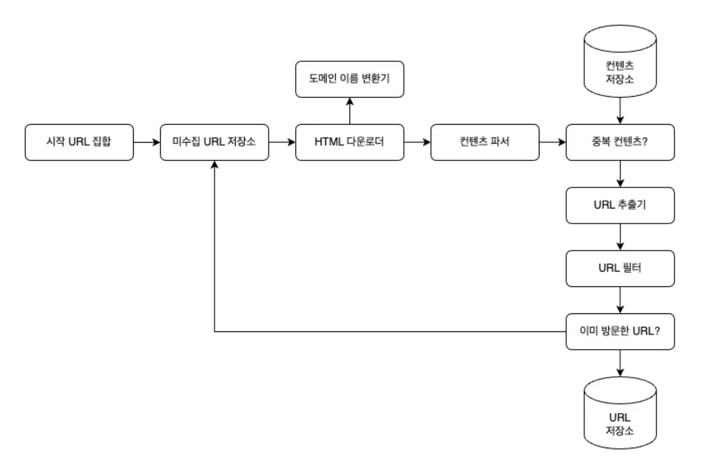 컨텐츠
저장소
도메인 이름 변환기
시작 URL 집합
미수집 URL 저장소
HTML 다운로더
컨텐츠 파서
중복 컨텐츠?
URL 추출기
URL 필터
이미 방문한 URL?
URL
저장소